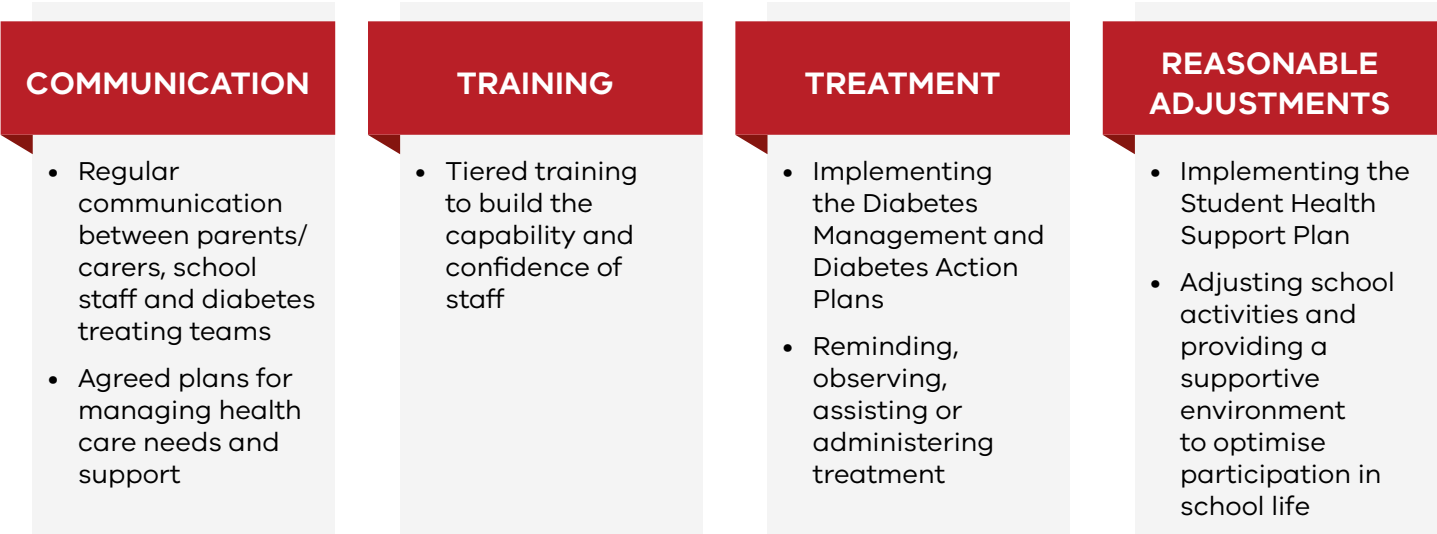 COMMUNICATION
• Regular
communication
between parents/
carers, school
staff and diabetes
treating teams
• Agreed plans for
managing health
care needs and
support
TRAINING
• Tiered training
to build the
capability and
confidence of
staff
TREATMENT
• Implementing
the Diabetes
Management and
Diabetes Action
Plans
• Reminding,
observing,
assisting or
administering
treatment
REASONABLE
ADJUSTMENTS
• Implementing the
Student Health
Support Plan
• Adjusting school
activities and
providing a
supportive
environment
to optimise
participation in
school life